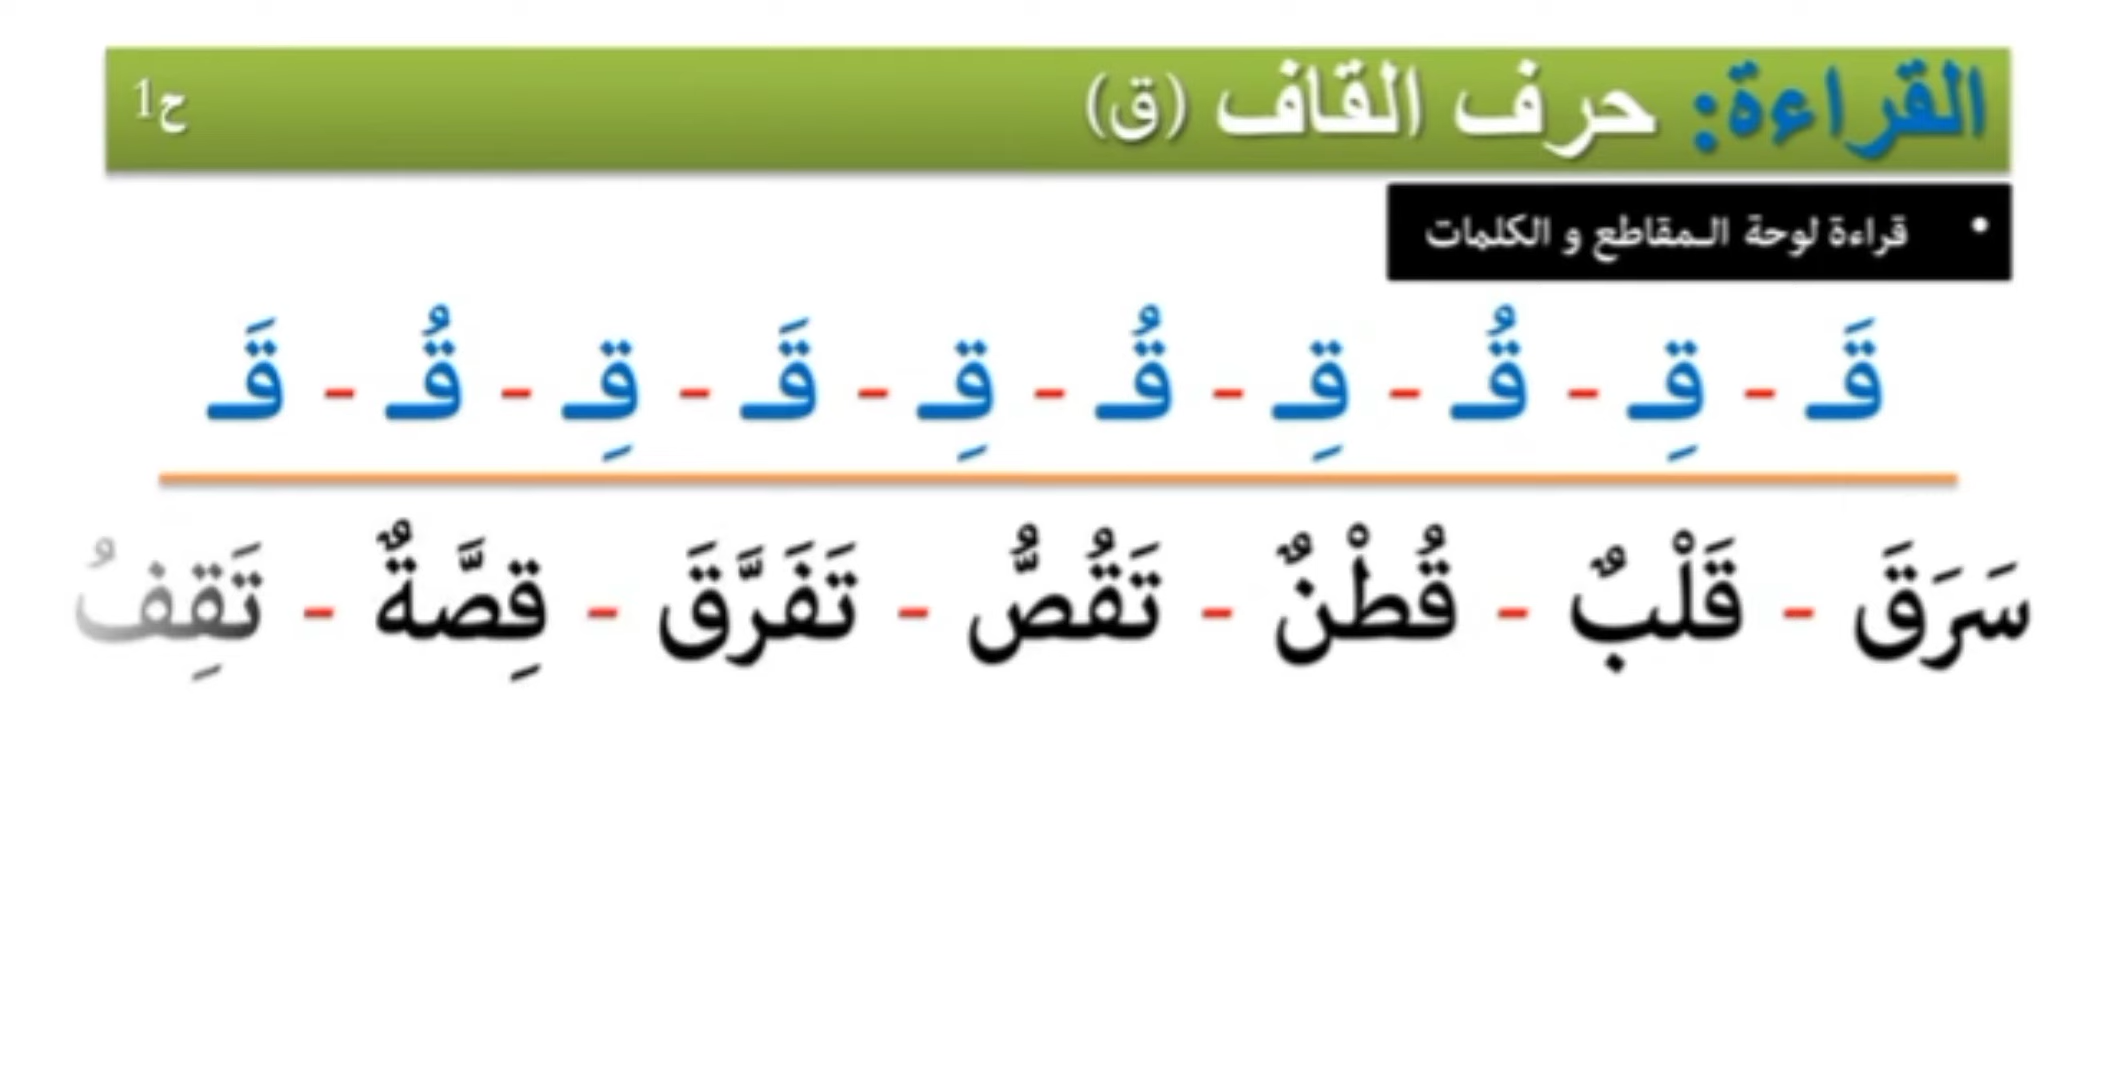 القراءة: حرف القاف (ق) ح1
• قراءة لوحة المقاطع و الكلمات
قَـ - قِـ - قُـ - قِـ - قُـ - قِـ - قَـ - قِـ - قُـ - قَـ
سَرَقَ - قَلْبٌ - قُطْنٌ - تَقُصُّ - تَفَرَّقَ - قِصَّةٌ - تَقِفُ